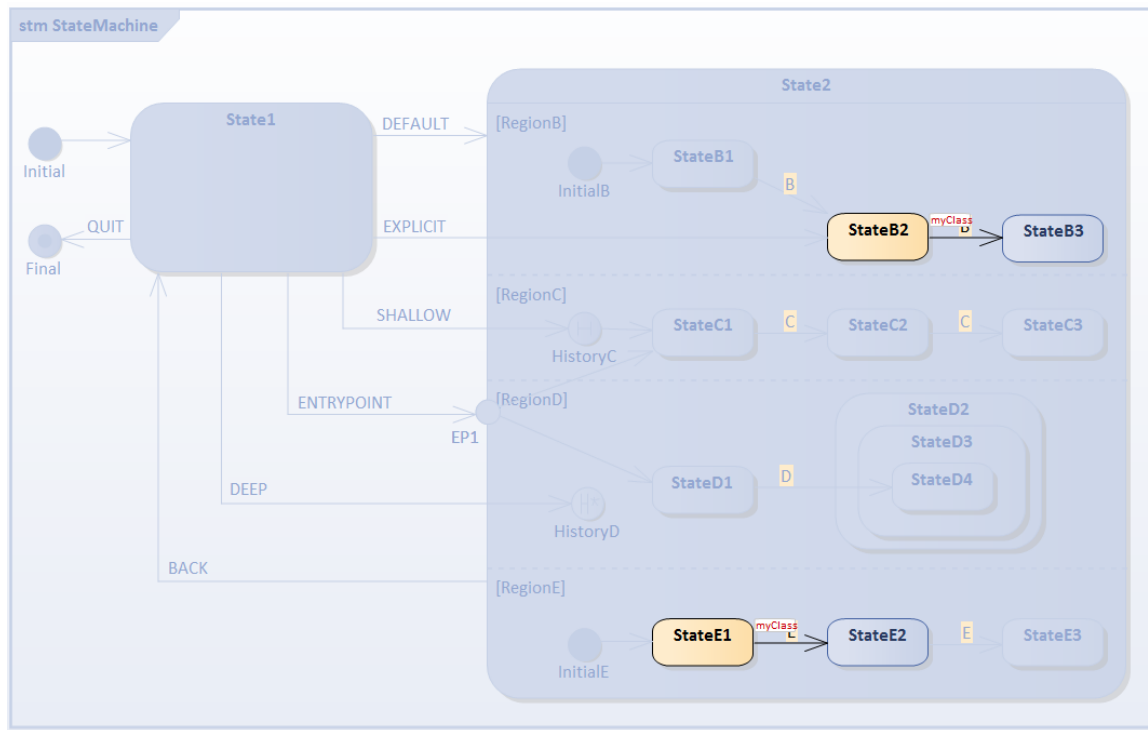 stm StateMachine
State1
Initial
QUIT
Final
DEFAULT
EXPLICIT
SHALLOW
ENTRYPOINT
EP1
DEEP
BACK
State2
[RegionB]
InitialB
StateB1
B
StateB2
myClass
StateB3
[RegionC]
HistoryC
StateC1
C
StateC2
C
StateC3
[RegionD]
StateD1
D
StateD2
StateD3
StateD4
HistoryD
[RegionE]
InitialE
StateE1
myClass
StateE2
E
StateE3